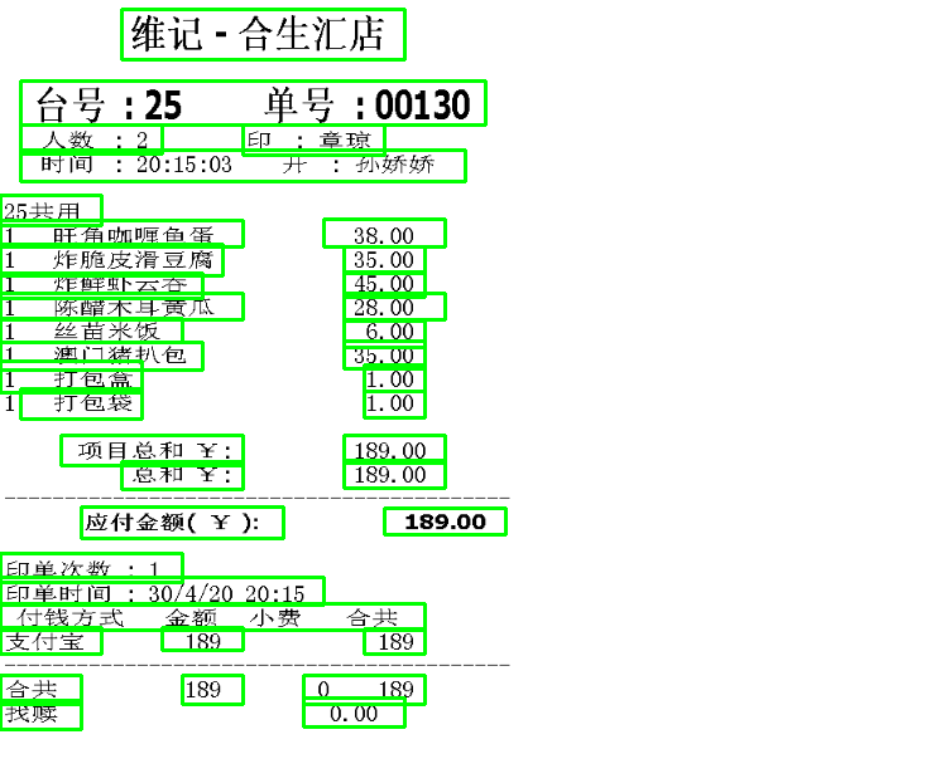 维记 - 合生汇店
台号 :25 单号 :00130
人数 : 2 印 : 章琼
时间 : 20:15:03 开 : 孙娇娇
25共用
1 旺角咖喱鱼蛋 38.00
1 炸脆皮滑豆腐 35.00
1 炸鲜虾云吞 45.00
1 陈醋木耳黄瓜 28.00
1 丝苗米饭 6.00
1 澳门猪扒包 35.00
1 打包盒 1.00
1 打包袋 1.00
项目总和 ¥: 189.00
总和 ¥: 189.00
应付金额( ¥ ): 189.00
印单次数 : 1
印单时间 : 30/4/20 20:15
付钱方式 金额 小费 合共
支付宝 189 189
合共 189 0 189
找赎 0.00